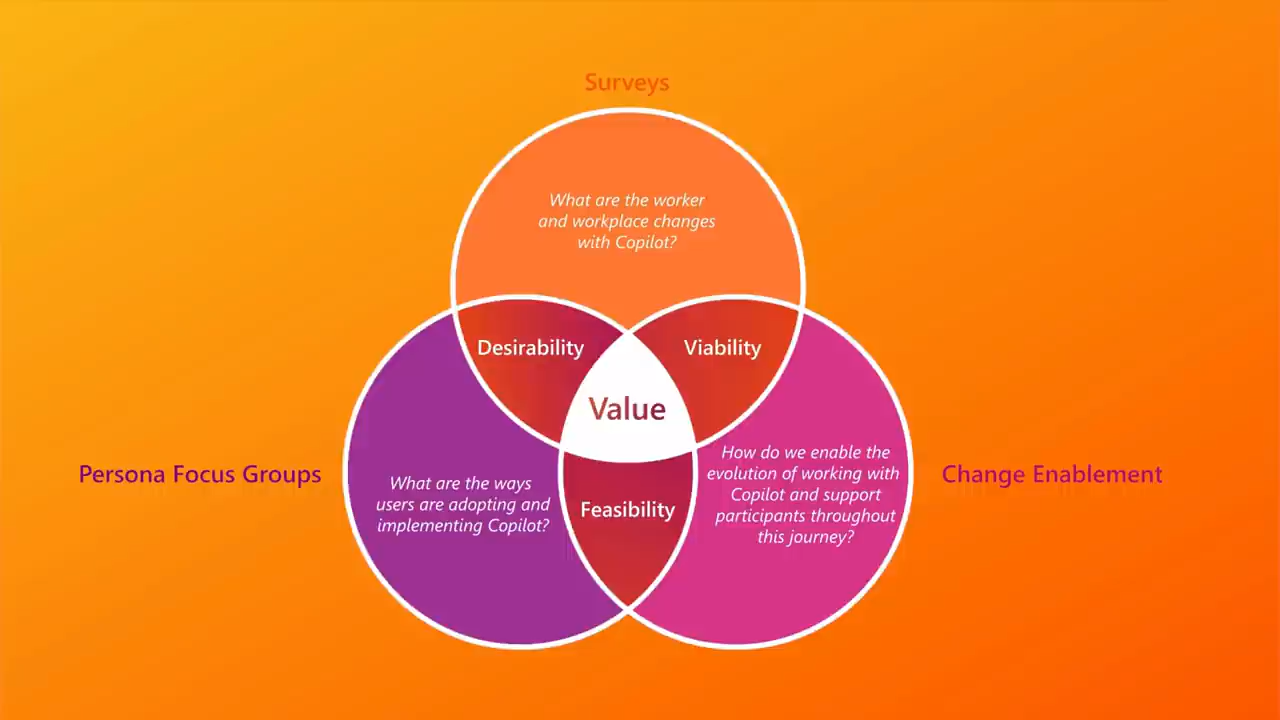 Surveys
What are the worker
and workplace changes
with Copilot?
Desirability
Viability
Value
Persona Focus Groups
What are the ways
users are adopting and
implementing Copilot?
Feasibility
How do we enable the
evolution of working with
Copilot and support
participants throughout
this journey?
Change Enablement